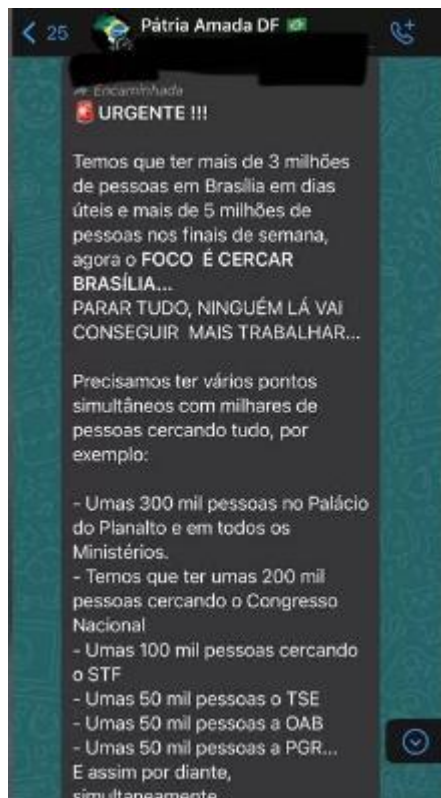 25
Pátria Amada DF
Encaminhada
URGENTE !!!
Temos que ter mais de 3 milhões
de pessoas em Brasília em dias
úteis e mais de 5 milhões de
pessoas nos finais de semana,
agora o FOCO É CERCAR
BRASÍLIA...
PARAR TUDO, NINGUÉM LÁ VAI
CONSEGUIR MAIS TRABALHAR...
Precisamos ter vários pontos
simultâneos com milhares de
pessoas cercando tudo, por
exemplo:
- Umas 300 mil pessoas no Palácio
do Planalto e em todos os
Ministérios.
- Temos que ter umas 200 mil
pessoas cercando o Congresso
Nacional
- Umas 100 mil pessoas cercando
o STF
- Umas 50 mil pessoas o TSE
- Umas 50 mil pessoas a OAB
- Umas 50 mil pessoas a PGR...
E assim por diante,
simultaneamente